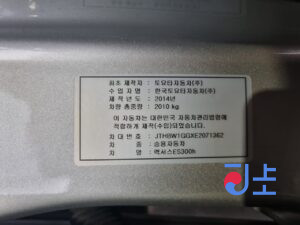 최초 제작자 : 토요타자동차(주)
수 입 자 명 : 한국토요타자동차(주)
제 작 년 도 : 2014년
차량 총중량 : 2010 kg
이 자동차는 대한민국 자동차관리법령에
적합하게 제작(수입)되었습니다.
차 대 번 호 : JTHBW1GGXE2071362
차 종 : 승용자동차
차 명 : 렉서스ES300h